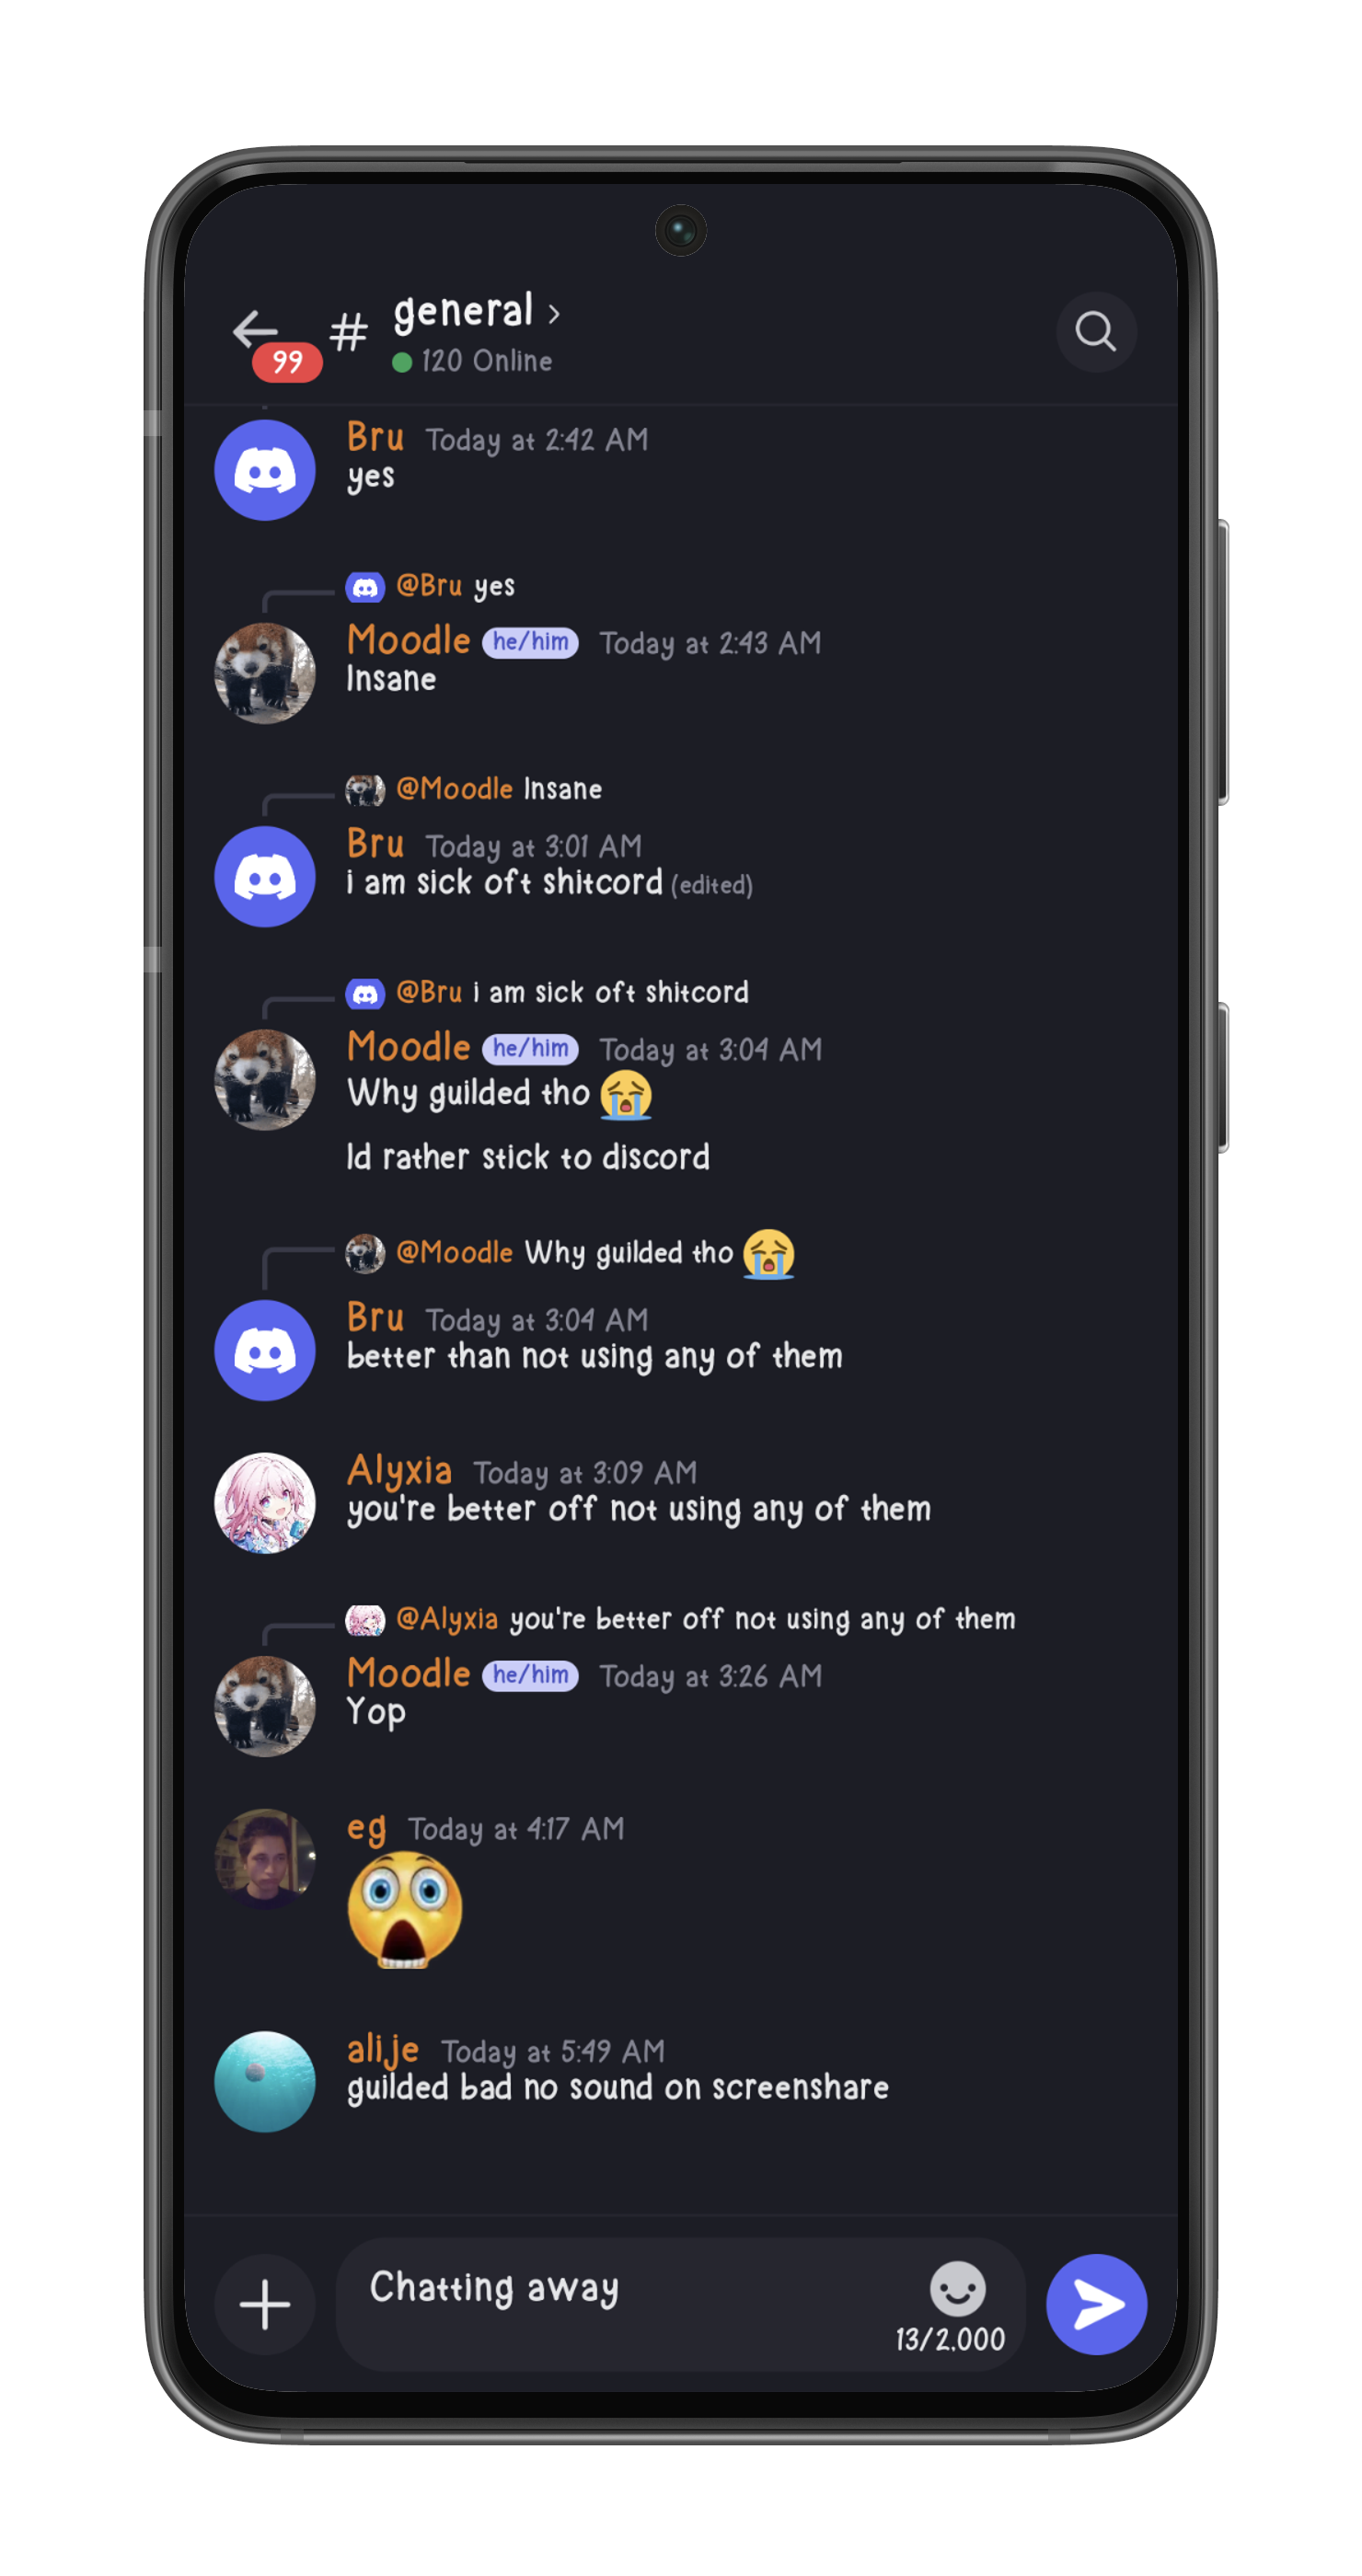 general ›
120 Online
99
#
Bru Today at 2:42 AM
yes
@Bru yes
Moodle he/him Today at 2:43 AM
Insane
@Moodle Insane
Bru Today at 3:01 AM
i am sick oft shitcord (edited)
@Bru i am sick oft shitcord
Moodle he/him Today at 3:04 AM
Why guilded tho 😭
Id rather stick to discord
@Moodle Why guilded tho 😭
Bru Today at 3:04 AM
better than not using any of them
Alyxia Today at 3:09 AM
you're better off not using any of them
@Alyxia you're better off not using any of them
Moodle he/him Today at 3:26 AM
Yop
eg Today at 4:17 AM
alije Today at 5:49 AM
guilded bad no sound on screenshare
Chatting away
13/2,000